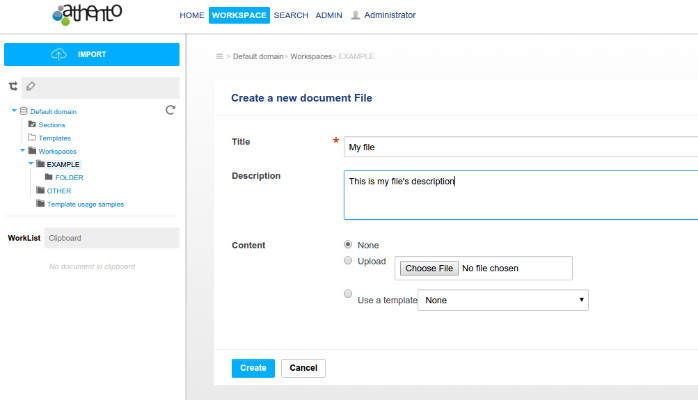 athento
HOME WORKSPACE SEARCH ADMIN Administrator
IMPORT
> Default domain> Workspaces> EXAMPLE
Default domain
Sections
Templates
Workspaces
EXAMPLE
FOLDER
OTHER
Template usage samples
WorkList Clipboard
No document in clipboard
Create a new document File
Title * My file
Description This is my file's description
Content None
Upload Choose File No file chosen
Use a template None
Create Cancel